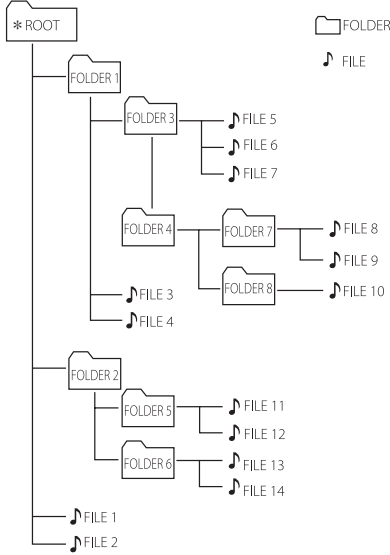 * ROOT
FOLDER
FILE
FOLDER 1
FOLDER 3
FILE 5
FILE 6
FILE 7
FOLDER 4
FOLDER 7
FILE 8
FILE 9
FOLDER 8
FILE 10
FILE 3
FILE 4
FOLDER 2
FOLDER 5
FILE 11
FILE 12
FOLDER 6
FILE 13
FILE 14
FILE 1
FILE 2